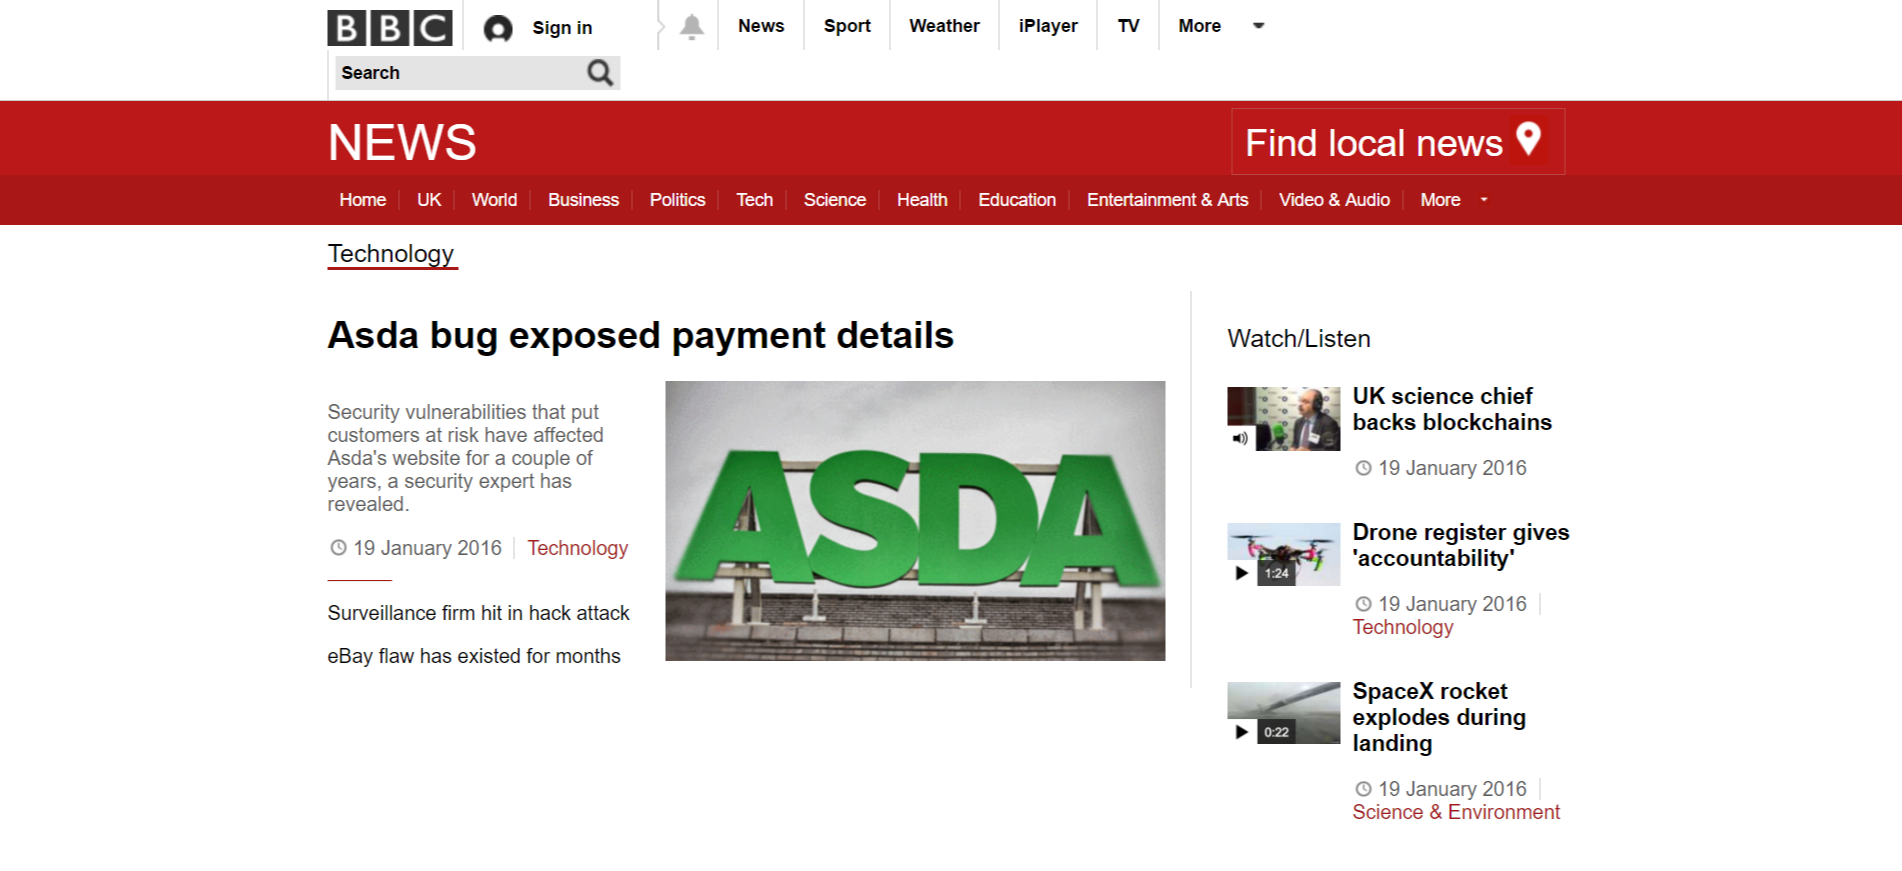 BBC
Sign in
News
Sport
Weather
iPlayer
TV
More
Search
NEWS
Find local news
Home
UK
World
Business
Politics
Tech
Science
Health
Education
Entertainment & Arts
Video & Audio
More
Technology
Asda bug exposed payment details
Security vulnerabilities that put
customers at risk have affected
Asda's website for a couple of
years, a security expert has
revealed.
19 January 2016
Technology
Surveillance firm hit in hack attack
eBay flaw has existed for months
ASDA
Watch/Listen
UK science chief
backs blockchains
19 January 2016
1:24
Drone register gives
'accountability'
19 January 2016
Technology
0:22
SpaceX rocket
explodes during
landing
19 January 2016
Science & Environment